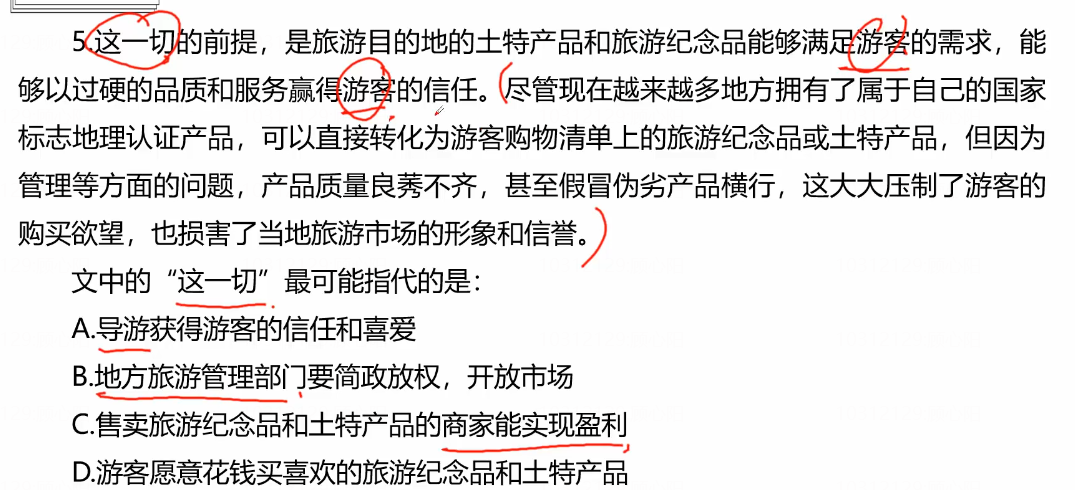 5.这一切的前提，是旅游目的地的土特产品和旅游纪念品能够满足游客的需求，能
够以过硬的品质和服务赢得游客的信任。尽管现在越来越多地方拥有了属于自己的国家
标志地理认证产品，可以直接转化为游客购物清单上的旅游纪念品或土特产品，但因为
管理等方面的问题，产品质量良莠不齐，甚至假冒伪劣产品横行，这大大压制了游客的
购买欲望，也损害了当地旅游市场的形象和信誉。
文中的“这一切”最可能指代的是：
A.导游获得游客的信任和喜爱
B.地方旅游管理部门要简政放权，开放市场
C.售卖旅游纪念品和土特产品的商家能实现盈利
D.游客愿意花钱买喜欢的旅游纪念品和土特产品